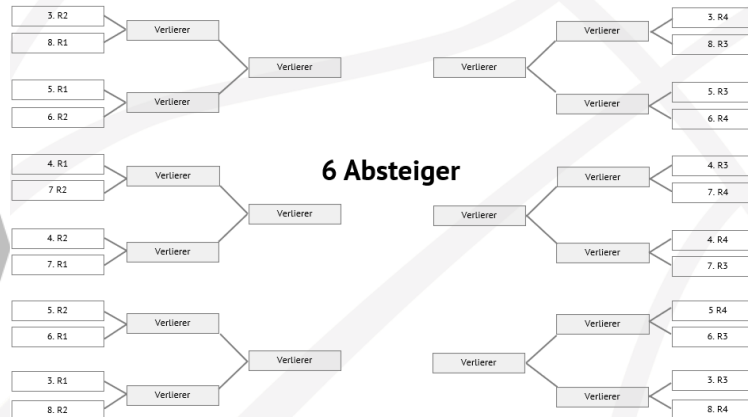 3. R2
8. R1
Verlierer
5. R1
6. R2
Verlierer
Verlierer
4. R1
7 R2
Verlierer
4. R2
7. R1
Verlierer
Verlierer
5. R2
6. R1
Verlierer
3. R1
8. R2
Verlierer
Verlierer
6 Absteiger
3. R4
8. R3
Verlierer
5. R3
6. R4
Verlierer
Verlierer
4. R3
7. R4
Verlierer
4. R4
7. R3
Verlierer
Verlierer
5 R4
6. R3
Verlierer
3. R3
8. R4
Verlierer
Verlierer